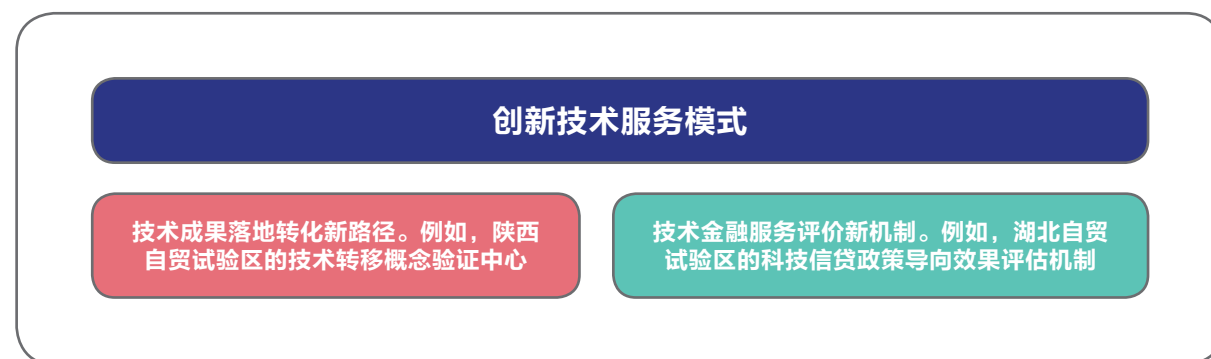 创新技术服务模式
技术成果落地转化新路径。例如，陕西
自贸试验区的技术转移概念验证中心
技术金融服务评价新机制。例如，湖北自贸
试验区的科技信贷政策导向效果评估机制